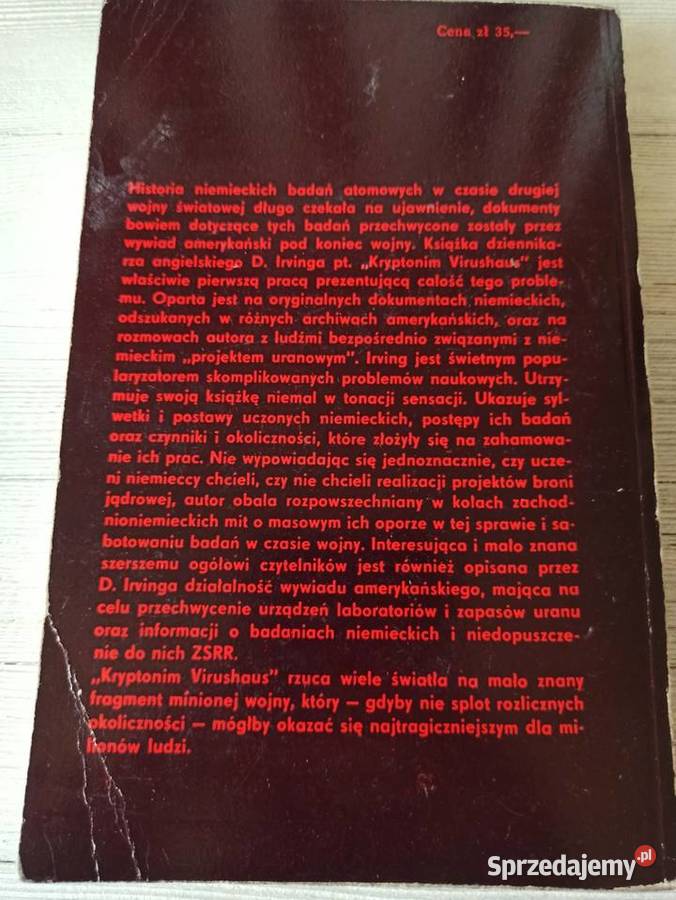 Cena zł 35,—
Historia niemieckich badań atomowych w czasie drugiej
wojny światowej długo czekała na ujawnienie, dokumenty
bowiem dotyczące tych badań przechwycone zostały przez
wywiad amerykański pod koniec wojny. Książka dziennika-
rza angielskiego D. Irvinga pt. „Kryptonim Virushaus" jest
właściwie pierwszą pracą prezentującą całość tego proble-
mu. Oparta jest na oryginalnych dokumentach niemieckich,
odszukanych w różnych archiwach amerykańskich, oraz na
rozmowach autora z ludźmi bezpośrednio związanymi z nie-
mieckim „projektem uranowym". Irving jest świetnym popu-
laryzatorem skomplikowanych problemów naukowych. Utrzy-
muje swoją książkę niemal w tonacji sensacji. Ukazuje syl-
wetki i postawy uczonych niemieckich, postępy ich badań
oraz czynniki i okoliczności, które złożyły się na zahamowa-
nie ich prac. Nie wypowiadając się jednoznacznie, czy ucze-
ni niemieccy chcieli, czy nie chcieli realizacji projektów broni
jądrowej, autor obala rozpowszechniany w kołach zachod-
nioniemieckich mit o masowym ich oporze w tej sprawie i sa-
botowaniu badań w czasie wojny. Interesująca i mało znana
szerszemu ogółowi czytelników jest również opisana przez
D. Irvinga działalność wywiadu amerykańskiego, mająca na
celu przechwycenie urządzeń laboratoriów i zapasów uranu
oraz informacji o badaniach niemieckich i niedopuszcze-
nie do nich ZSRR.
„Kryptonim Virushaus" rzuca wiele światła na mało znany
fragment minionej wojny, który — gdyby nie splot rozlicznych
okoliczności — mógłby okazać się najtragiczniejszym dla mi-
lionów ludzi.
Sprzedajemy.pl